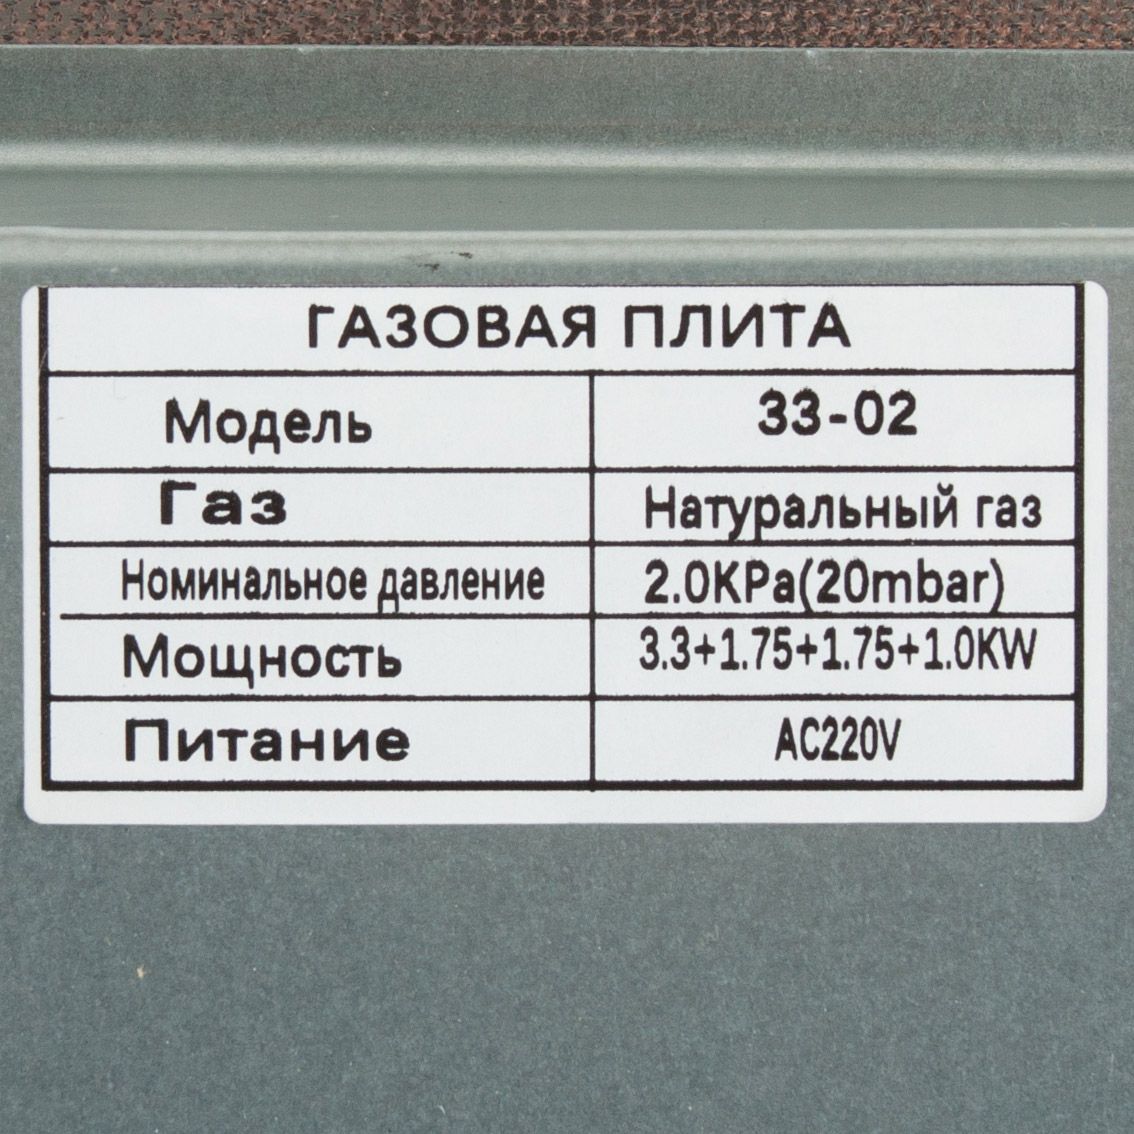 ГАЗОВАЯ ПЛИТА
Модель 33-02
Газ Натуральный газ
Номинальное давление 2.0KPa(20mbar)
Мощность 3.3+1.75+1.75+1.0KW
Питание AC220V